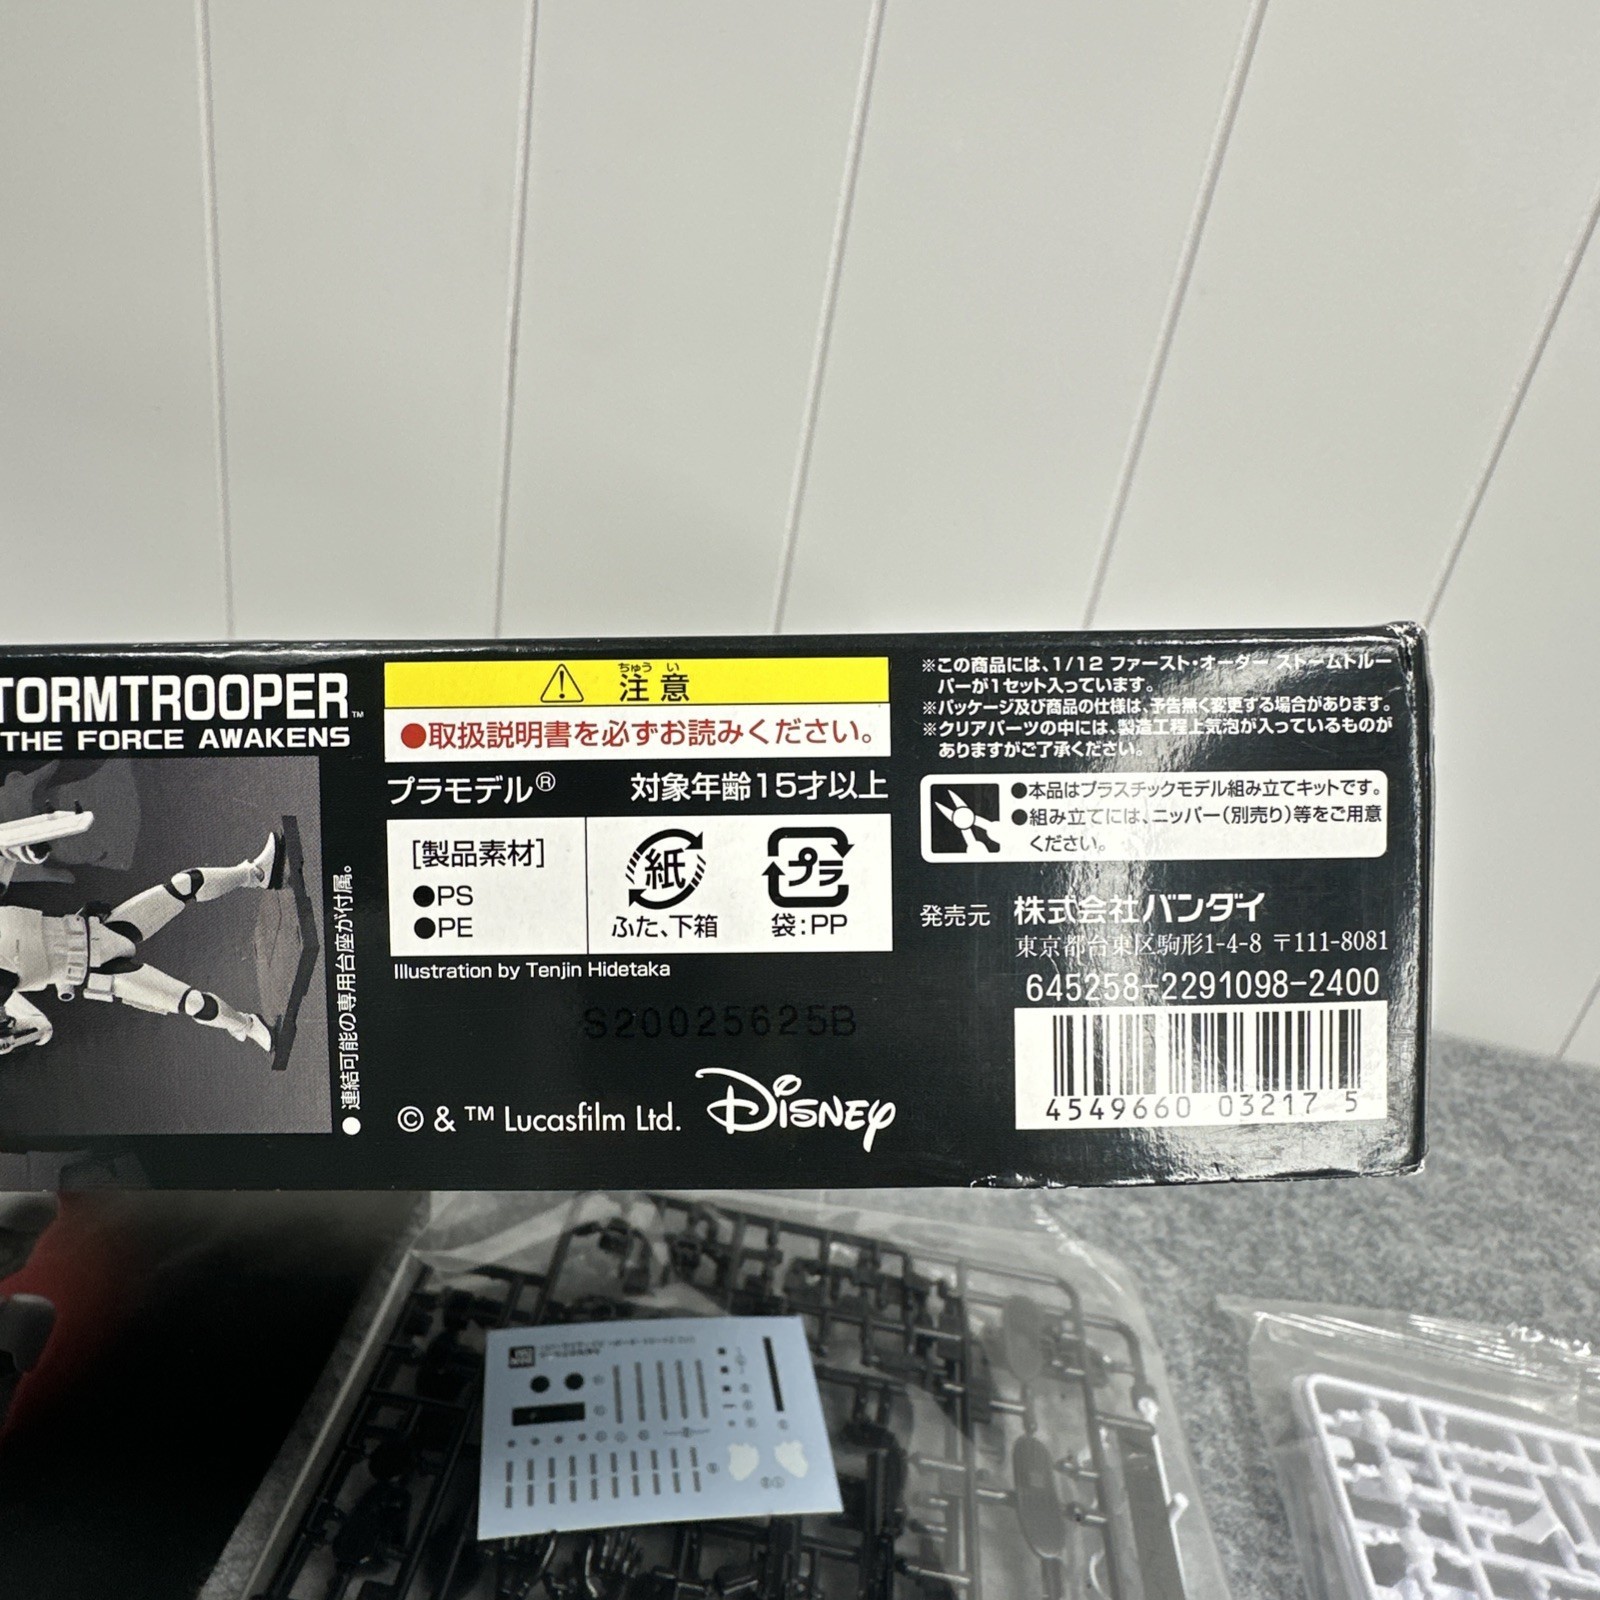 TORMTROOPER™
THE FORCE AWAKENS
●連結可能の専用台座が付属。
ちゅう い
注意
●取扱説明書を必ずお読みください。
プラモデル® 対象年齢15才以上
[製品素材]
●PS
●PE
紙
ふた、下箱
プラ
袋:PP
Illustration by Tenjin Hidetaka
S20025625B
© & ™ Lucasfilm Ltd. Disney
※この商品には、1/12 ファースト・オーダー ストームトルー
パーが1セット入っています。
※パッケージ及び商品の仕様は、予告無く変更する場合があります。
※クリアパーツの中には、製造工程上気泡が入っているものが
ありますがご了承ください。
●本品はプラスチックモデル組み立てキットです。
●組み立てには、ニッパー(別売り)等をご用意
ください。
発売元 株式会社バンダイ
東京都台東区駒形1-4-8 〒111-8081
645258-2291098-2400
4549660 03217 5